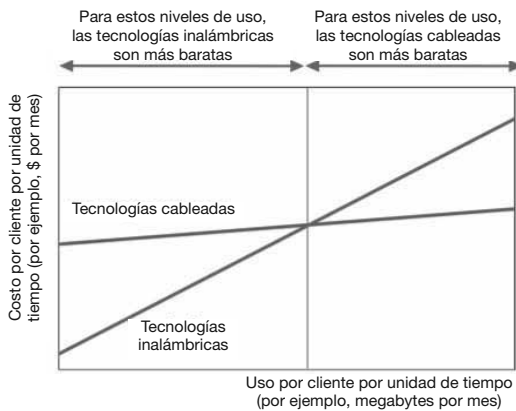 Para estos niveles de uso,
las tecnologías inalámbricas
son más baratas
Para estos niveles de uso,
las tecnologías cableadas
son más baratas
Costo por cliente por unidad de
tiempo (por ejemplo, $ por mes)
Tecnologías cableadas
Tecnologías
inalámbricas
Uso por cliente por unidad de tiempo
(por ejemplo, megabytes por mes)